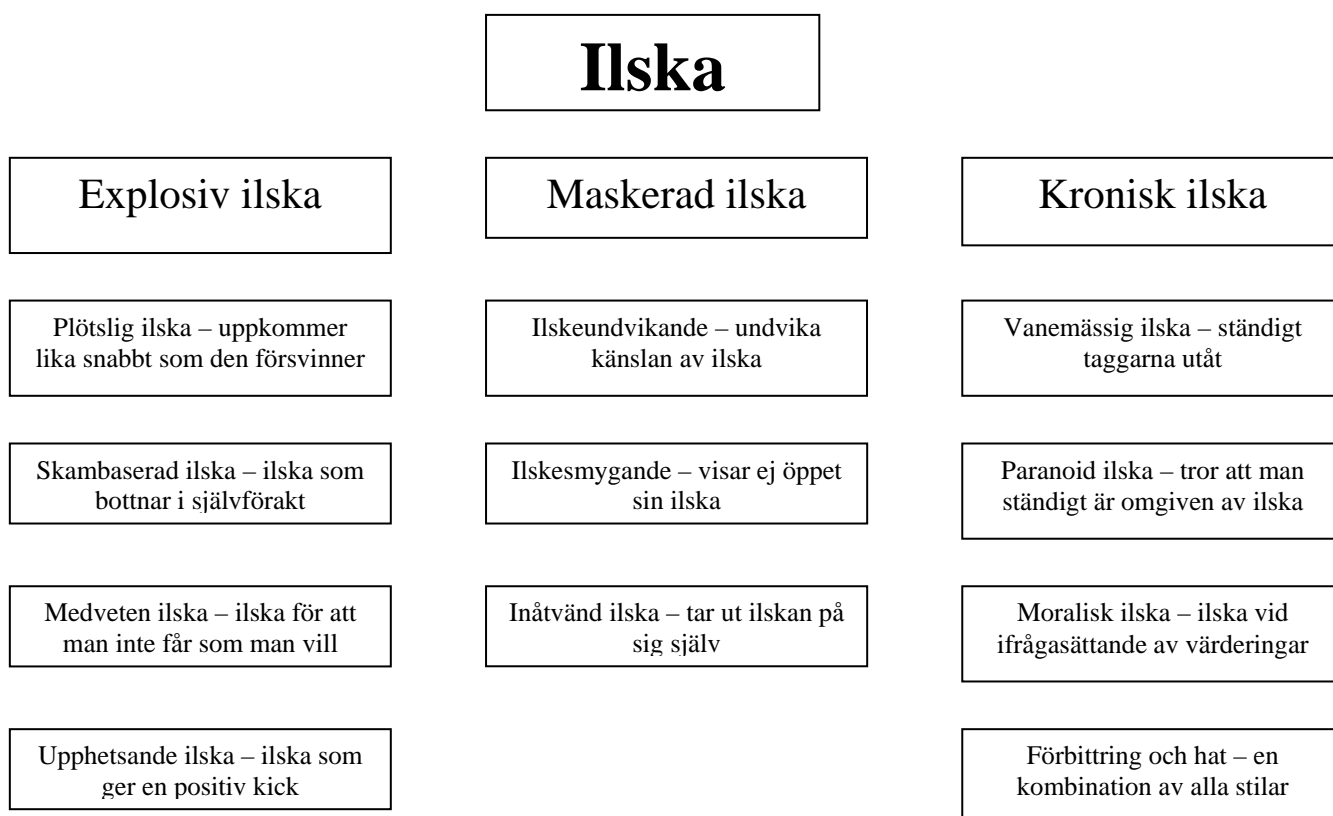 Ilska
Explosiv ilska
Plötslig ilska – uppkommer
lika snabbt som den försvinner
Skambaserad ilska – ilska som
bottnar i självförakt
Medveten ilska – ilska för att
man inte får som man vill
Upphetsande ilska – ilska som
ger en positiv kick
Maskerad ilska
Ilskeundvikande – undvika
känslan av ilska
Ilskesmygande – visar ej öppet
sin ilska
Inåtvänd ilska – tar ut ilskan på
sig själv
Kronisk ilska
Vanemässig ilska – ständigt
taggarna utåt
Paranoid ilska – tror att man
ständigt är omgiven av ilska
Moralisk ilska – ilska vid
ifrågasättande av värderingar
Förbittring och hat – en
kombination av alla stilar